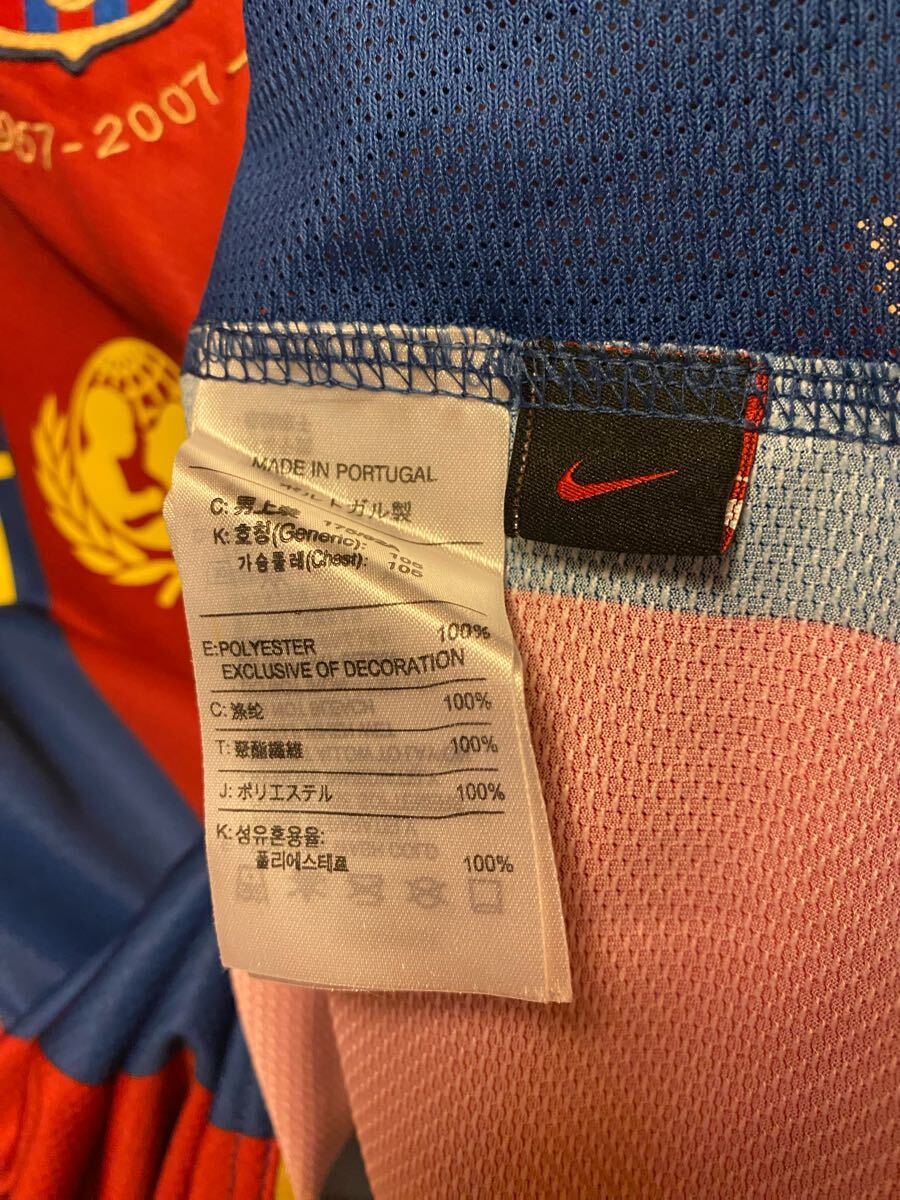 -2007-
MADE IN PORTUGAL
ポルトガル製
C: 男上装
K: 호칭(Generic):
가슴둘레(Chest): 105
E:POLYESTER 100%
EXCLUSIVE OF DECORATION
C: 涤纶 100%
T: 聚酯纖維 100%
J: ポリエステル 100%
K: 섬유혼용율:
폴리에스테르 100%